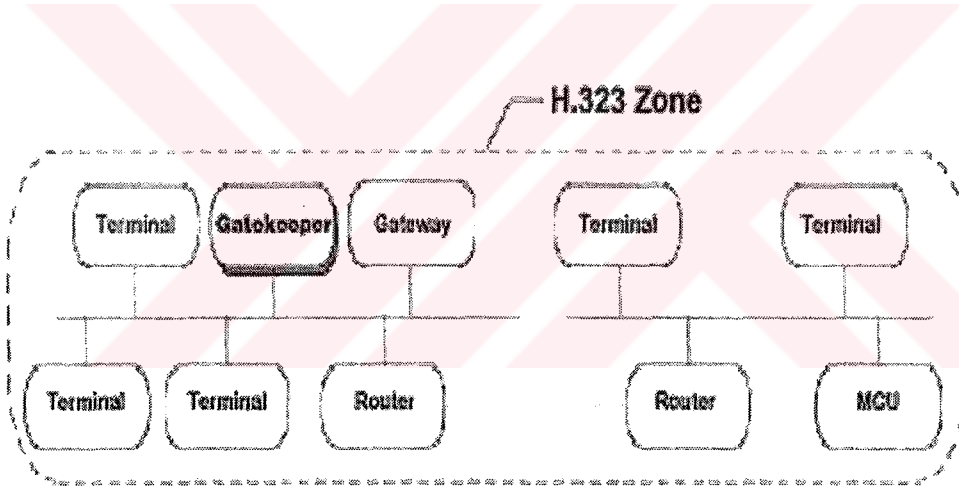 H.323 Zone
Terminal Gatekeeper Gateway Terminal Terminal
Terminal Terminal Router Router MCU